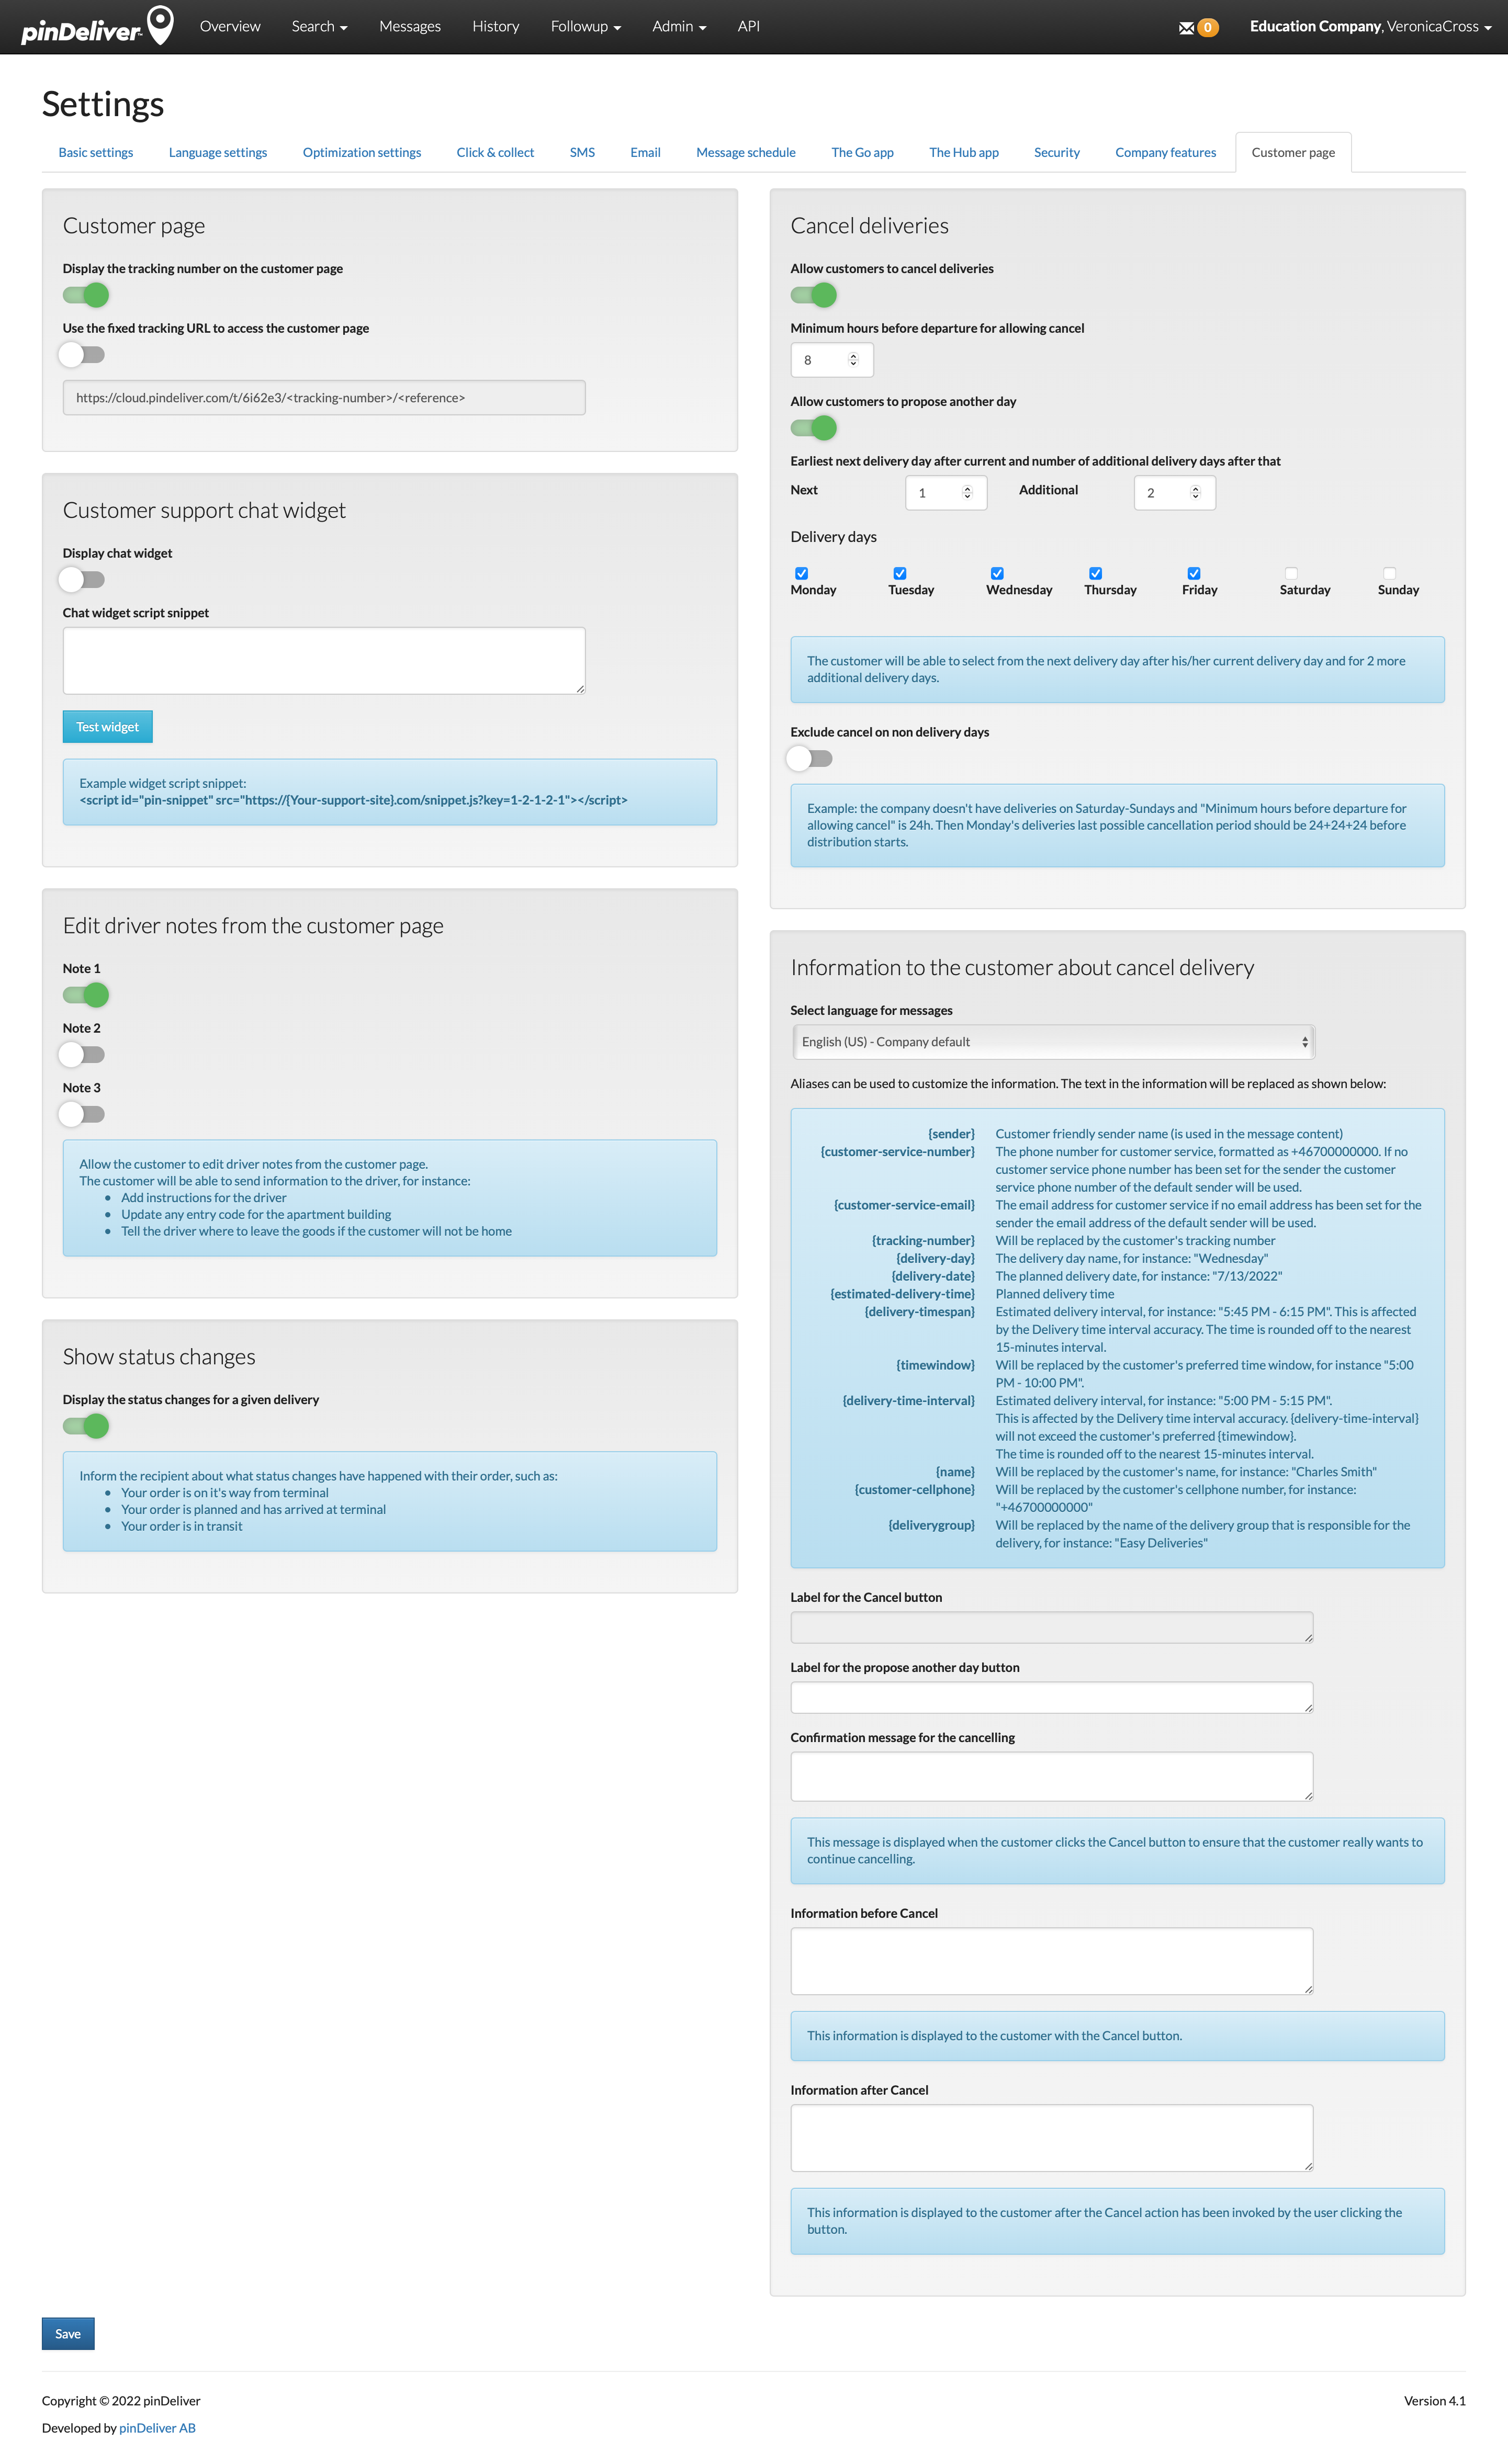 pinDeliver Overview Search Messages History Followup Admin API 0 Education Company, VeronicaCross
Settings
Basic settings Language settings Optimization settings Click & collect SMS Email Message schedule The Go app The Hub app Security Company features Customer page
Customer page
Display the tracking number on the customer page
Use the fixed tracking URL to access the customer page
https://cloud.pindeliver.com/t/6i62e3/<tracking-number>/<reference>
Customer support chat widget
Display chat widget
Chat widget script snippet
Test widget
Example widget script snippet:
<script id="pin-snippet" src="https://{Your-support-site}.com/snippet.js?key=1-2-1-2-1"></script>
Edit driver notes from the customer page
Note 1
Note 2
Note 3
Allow the customer to edit driver notes from the customer page.
The customer will be able to send information to the driver, for instance:
• Add instructions for the driver
• Update any entry code for the apartment building
• Tell the driver where to leave the goods if the customer will not be home
Show status changes
Display the status changes for a given delivery
Inform the recipient about what status changes have happened with their order, such as:
• Your order is on it's way from terminal
• Your order is planned and has arrived at terminal
• Your order is in transit
Cancel deliveries
Allow customers to cancel deliveries
Minimum hours before departure for allowing cancel
8
Allow customers to propose another day
Earliest next delivery day after current and number of additional delivery days after that
Next 1 Additional 2
Delivery days
Monday Tuesday Wednesday Thursday Friday Saturday Sunday
The customer will be able to select from the next delivery day after his/her current delivery day and for 2 more
additional delivery days.
Exclude cancel on non delivery days
Example: the company doesn't have deliveries on Saturday-Sundays and "Minimum hours before departure for
allowing cancel" is 24h. Then Monday's deliveries last possible cancellation period should be 24+24+24 before
distribution starts.
Information to the customer about cancel delivery
Select language for messages
English (US) - Company default
Aliases can be used to customize the information. The text in the information will be replaced as shown below:
{sender} Customer friendly sender name (is used in the message content)
{customer-service-number} The phone number for customer service, formatted as +46700000000. If no
customer service phone number has been set for the sender the customer
service phone number of the default sender will be used.
{customer-service-email} The email address for customer service if no email address has been set for the
sender the email address of the default sender will be used.
{tracking-number} Will be replaced by the customer's tracking number
{delivery-day} The delivery day name, for instance: "Wednesday"
{delivery-date} The planned delivery date, for instance: "7/13/2022"
{estimated-delivery-time} Planned delivery time
{delivery-timespan} Estimated delivery interval, for instance: "5:45 PM - 6:15 PM". This is affected
by the Delivery time interval accuracy. The time is rounded off to the nearest
15-minutes interval.
{timewindow} Will be replaced by the customer's preferred time window, for instance "5:00
PM - 10:00 PM".
{delivery-time-interval} Estimated delivery interval, for instance: "5:00 PM - 5:15 PM".
This is affected by the Delivery time interval accuracy. {delivery-time-interval}
will not exceed the customer's preferred {timewindow}.
The time is rounded off to the nearest 15-minutes interval.
{name} Will be replaced by the customer's name, for instance: "Charles Smith"
{customer-cellphone} Will be replaced by the customer's cellphone number, for instance:
"+46700000000"
{deliverygroup} Will be replaced by the name of the delivery group that is responsible for the
delivery, for instance: "Easy Deliveries"
Label for the Cancel button
Label for the propose another day button
Confirmation message for the cancelling
This message is displayed when the customer clicks the Cancel button to ensure that the customer really wants to
continue cancelling.
Information before Cancel
This information is displayed to the customer with the Cancel button.
Information after Cancel
This information is displayed to the customer after the Cancel action has been invoked by the user clicking the
button.
Save
Copyright © 2022 pinDeliver Version 4.1
Developed by pinDeliver AB